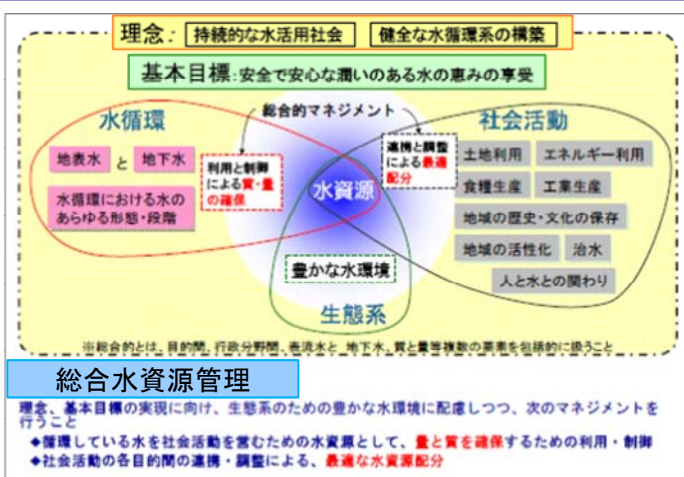 理念: 持続的な水活用社会 健全な水循環系の構築
基本目標:安全で安心な潤いのある水の恵みの享受
総合的マネジメント
水循環
地表水 と 地下水
水循環における水の
あらゆる形態・段階
利用と制御
による質・量
の確保
水資源
連携と調整
による最適
配分
社会活動
土地利用 エネルギー利用
食糧生産 工業生産
地域の歴史・文化の保存
地域の活性化 治水
人と水との関わり
豊かな水環境
生態系
※総合的とは、目的間、行政分野間、表流水と 地下水、質と量等複数の要素を包括的に扱うこと
総合水資源管理
理念、基本目標の実現に向け、生態系のための豊かな水環境に配慮しつつ、次のマネジメントを
行うこと
◆循環している水を社会活動を営むための水資源として、量と質を確保するための利用・制御
◆社会活動の各目的間の連携・調整による、最適な水資源配分